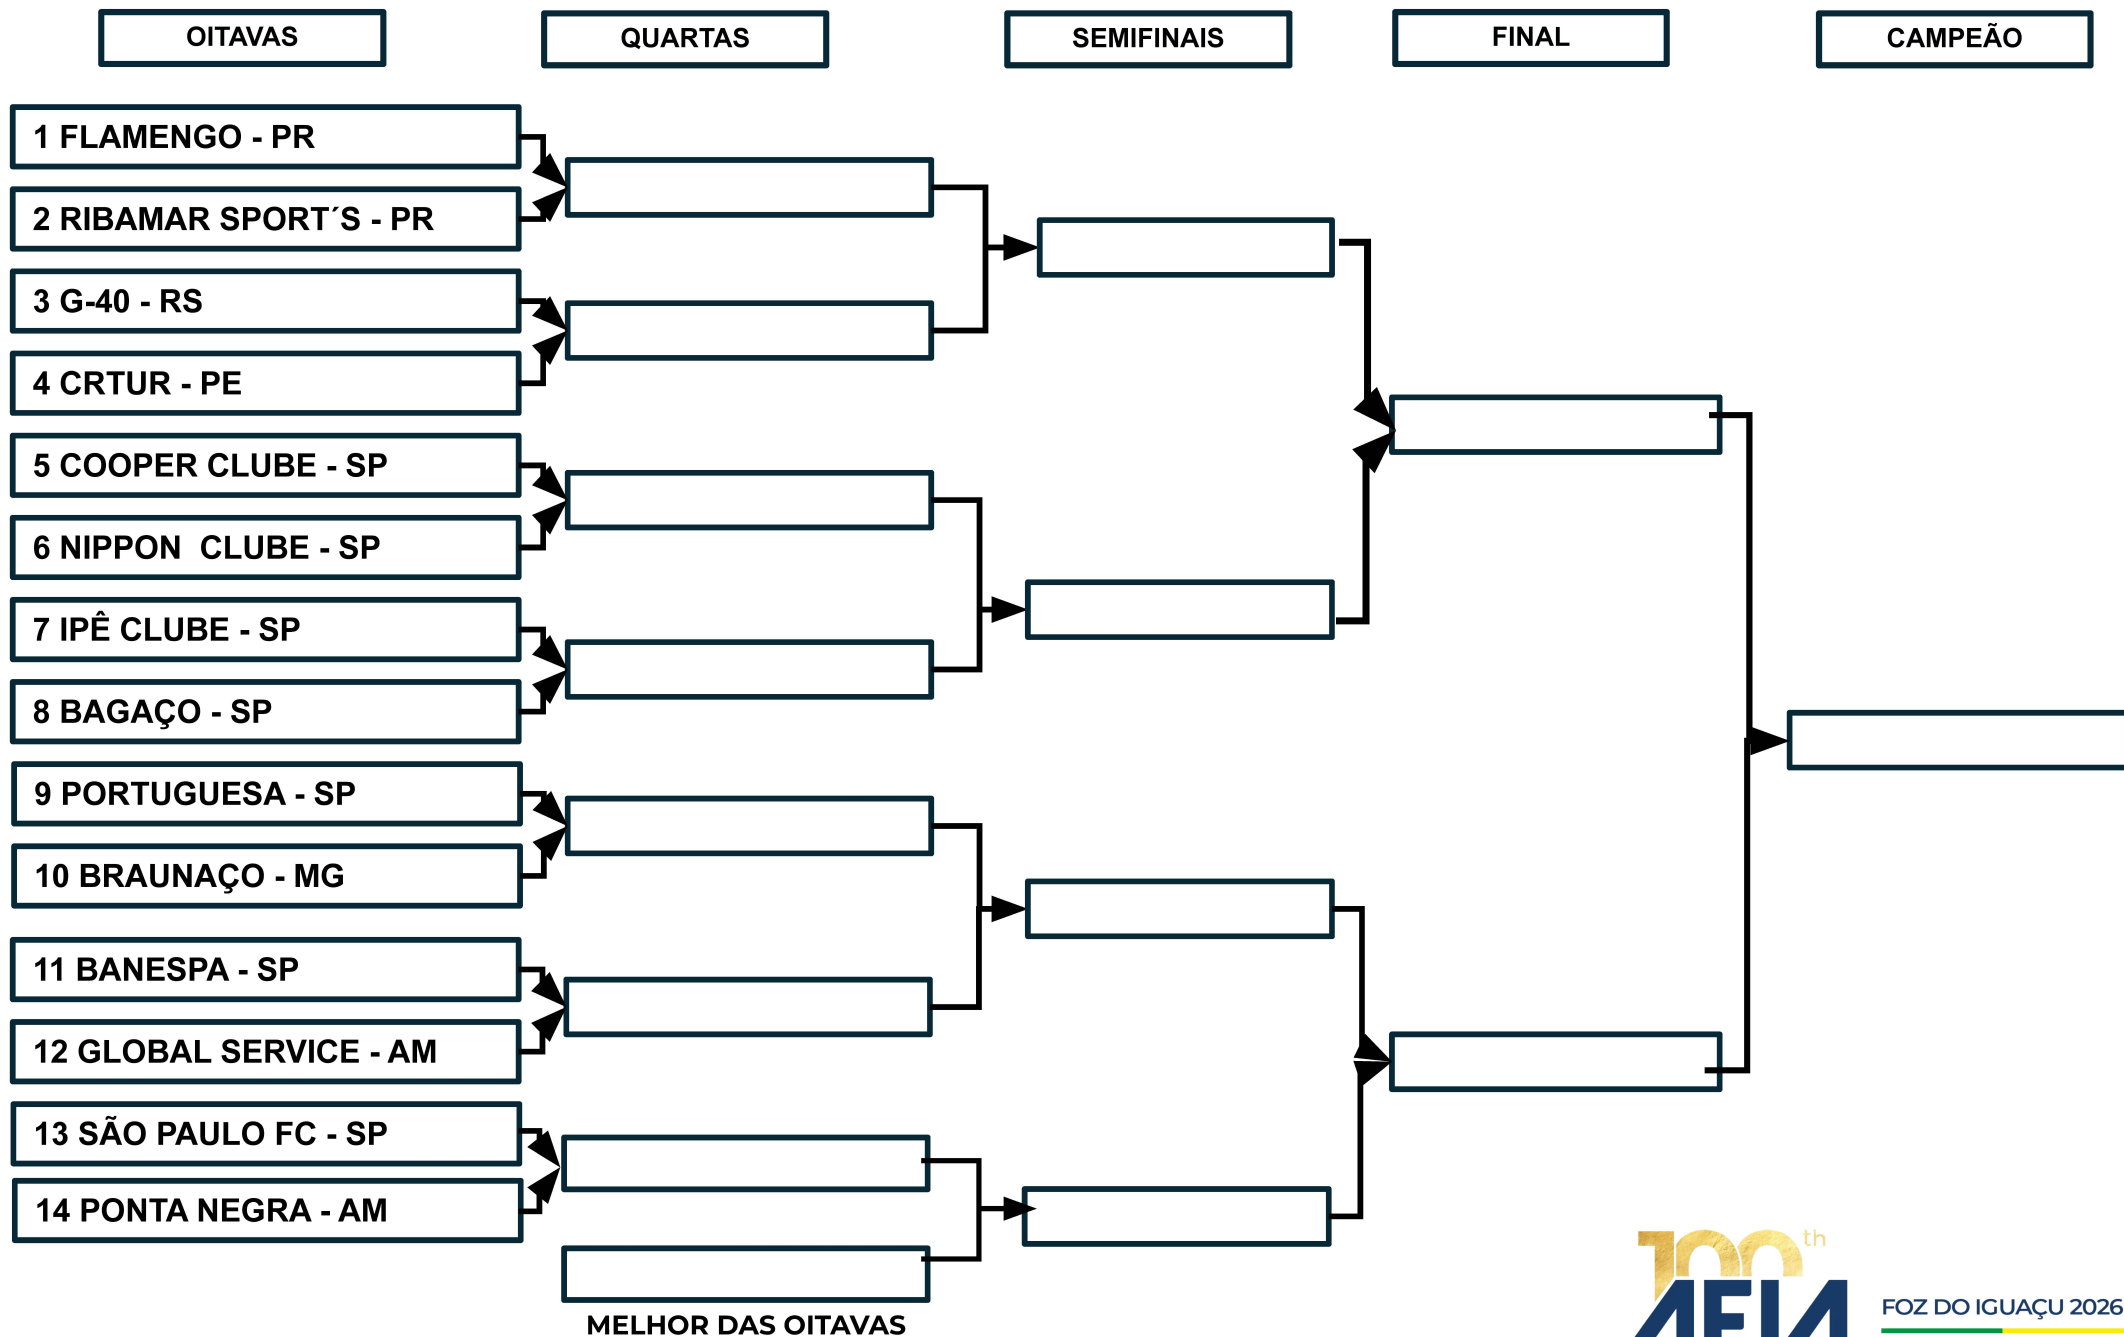 OITAVAS
QUARTAS
SEMIFINAIS
FINAL
CAMPEÃO
1 FLAMENGO - PR
2 RIBAMAR SPORT´S - PR
3 G-40 - RS
4 CRTUR - PE
5 COOPER CLUBE - SP
6 NIPPON  CLUBE - SP
7 IPÊ CLUBE - SP
8 BAGAÇO - SP
9 PORTUGUESA - SP
10 BRAUNAÇO - MG
11 BANESPA - SP
12 GLOBAL SERVICE - AM
13 SÃO PAULO FC - SP
14 PONTA NEGRA - AM
MELHOR DAS OITAVAS
100th
FOZ DO IGUAÇU 2026